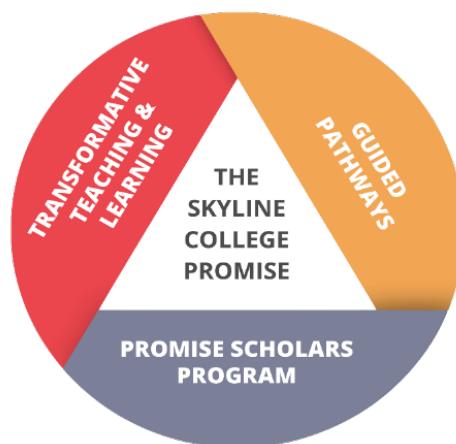 TRANSFORMATIVE
TEACHING &
LEARNING
GUIDED
PATHWAYS
THE
SKYLINE
COLLEGE
PROMISE
PROMISE SCHOLARS
PROGRAM